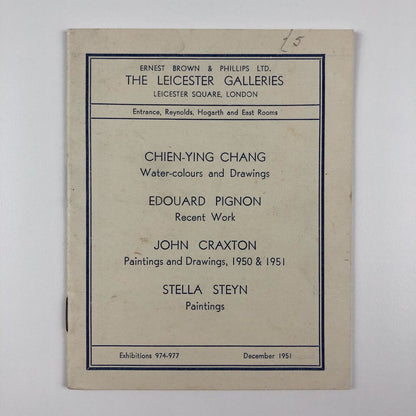 £5
ERNEST BROWN & PHILLIPS LTD.
THE LEICESTER GALLERIES
LEICESTER SQUARE, LONDON
Entrance, Reynolds, Hogarth and East Rooms
CHIEN-YING CHANG
Water-colours and Drawings
EDOUARD PIGNON
Recent Work
JOHN CRAXTON
Paintings and Drawings, 1950 & 1951
STELLA STEYN
Paintings
Exhibitions 974-977 December 1951